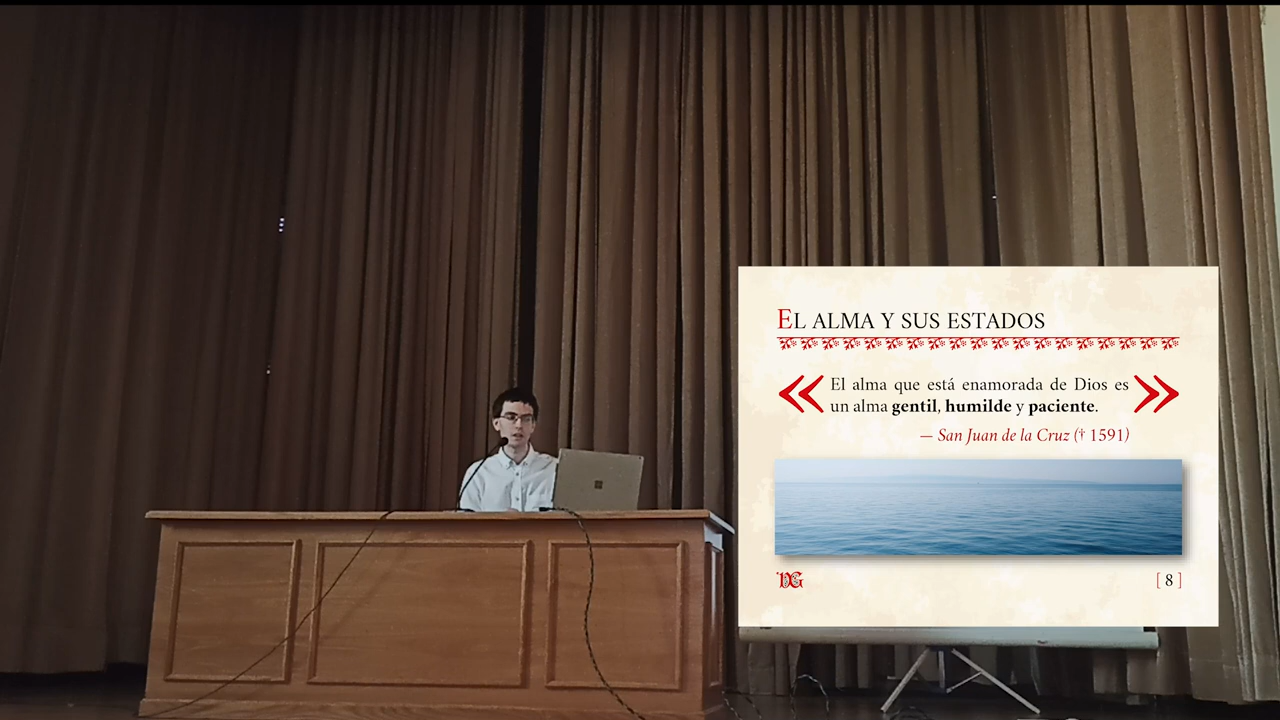 EL ALMA Y SUS ESTADOS
« El alma que está enamorada de Dios es »
un alma gentil, humilde y paciente.
— San Juan de la Cruz († 1591)
[ 8 ]